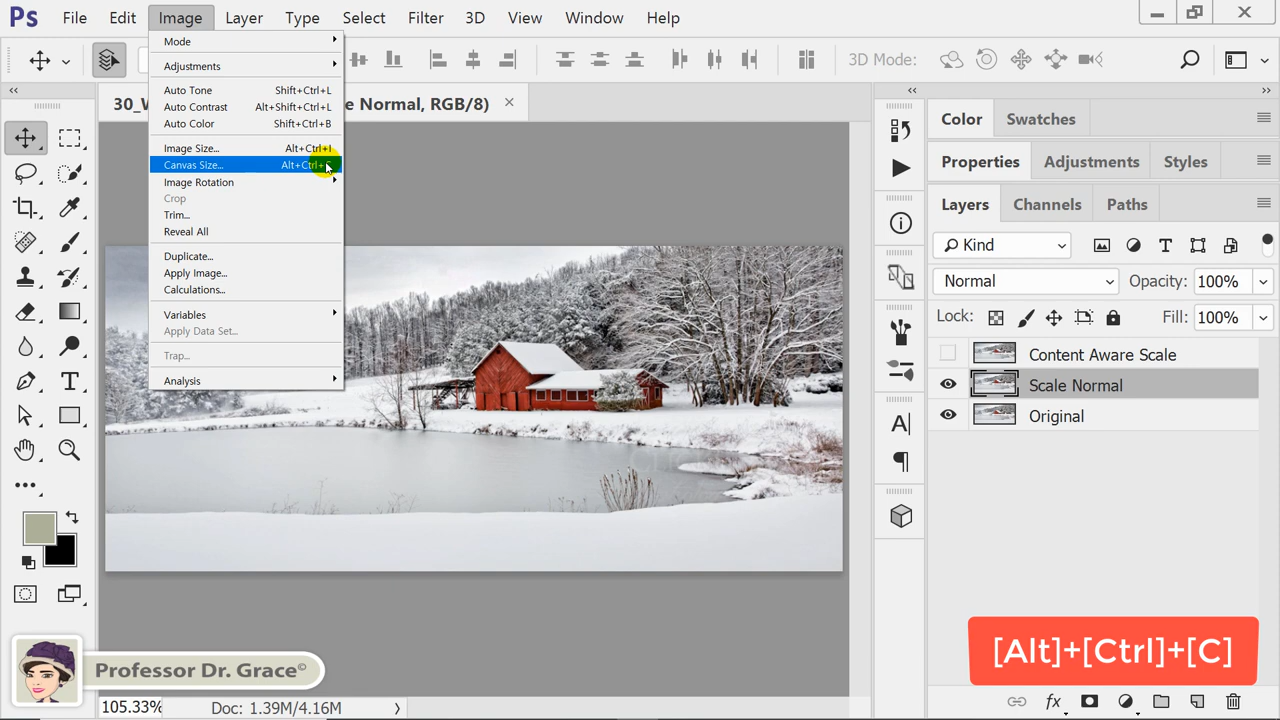 Ps File Edit Image Layer Type Select Filter 3D View Window Help
3D Mode:
30_W
e Normal, RGB/8)
Mode
Adjustments
Auto Tone Shift+Ctrl+L
Auto Contrast Alt+Shift+Ctrl+L
Auto Color Shift+Ctrl+B
Image Size... Alt+Ctrl+I
Canvas Size... Alt+Ctrl+C
Image Rotation
Crop
Trim...
Reveal All
Duplicate...
Apply Image...
Calculations...
Variables
Apply Data Set...
Trap...
Analysis
Color Swatches
Properties Adjustments Styles
Layers Channels Paths
Kind
Normal Opacity: 100%
Lock: Fill: 100%
Content Aware Scale
Scale Normal
Original
[Alt]+[Ctrl]+[C]
Professor Dr. Grace©
105.33% Doc: 1.39M/4.16M